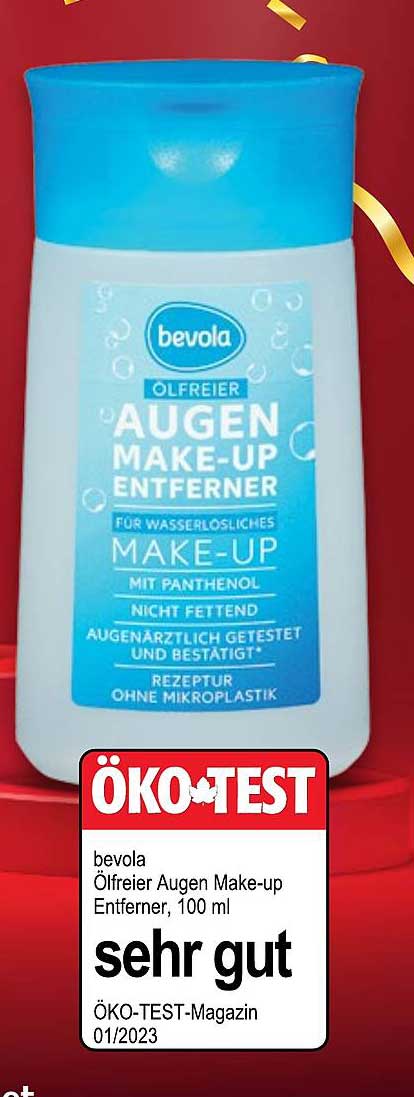 bevola
ÖLFREIER
AUGEN
MAKE-UP
ENTFERNER
FÜR WASSERLÖSLICHES
MAKE-UP
MIT PANTHENOL
NICHT FETTEND
AUGENÄRZTLICH GETESTET
UND BESTÄTIGT*
REZEPTUR
OHNE MIKROPLASTIK
ÖKO TEST
bevola
Ölfreier Augen Make-up
Entferner, 100 ml
sehr gut
ÖKO-TEST-Magazin
01/2023